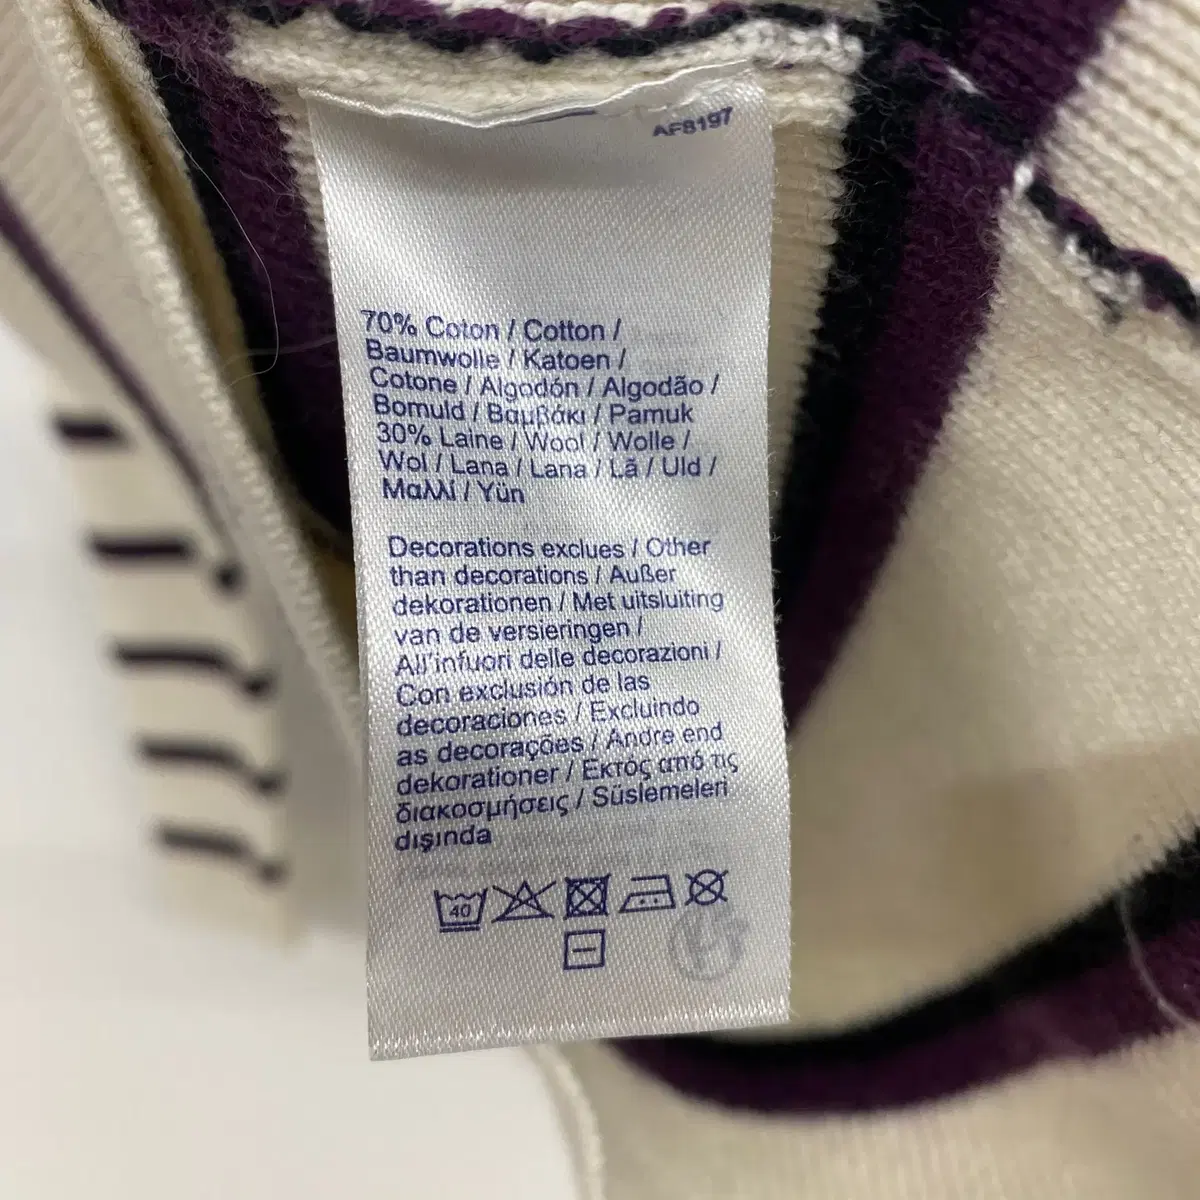 AF8197
70% Coton / Cotton /
Baumwolle / Katoen /
Cotone / Algodón / Algodão /
Bomuld / Βαμβάκι / Pamuk
30% Laine / Wool / Wolle /
Wol / Lana / Lana / Lã / Uld /
Μαλλί / Yün
Decorations exclues / Other
than decorations / Außer
dekorationen / Met uitsluiting
van de versieringen /
All'infuori delle decorazioni /
Con exclusión de las
decoraciones / Excluindo
as decorações / Andre end
dekorationer / Εκτός από τις
διακοσμήσεις / Süslemeleri
dışında
40